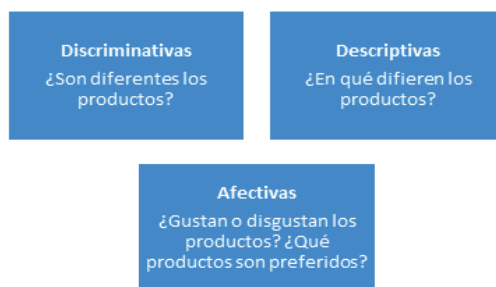 Discriminativas
¿Son diferentes los
productos?
Descriptivas
¿En qué difieren los
productos?
Afectivas
¿Gustan o disgustan los
productos? ¿Qué
productos son preferidos?